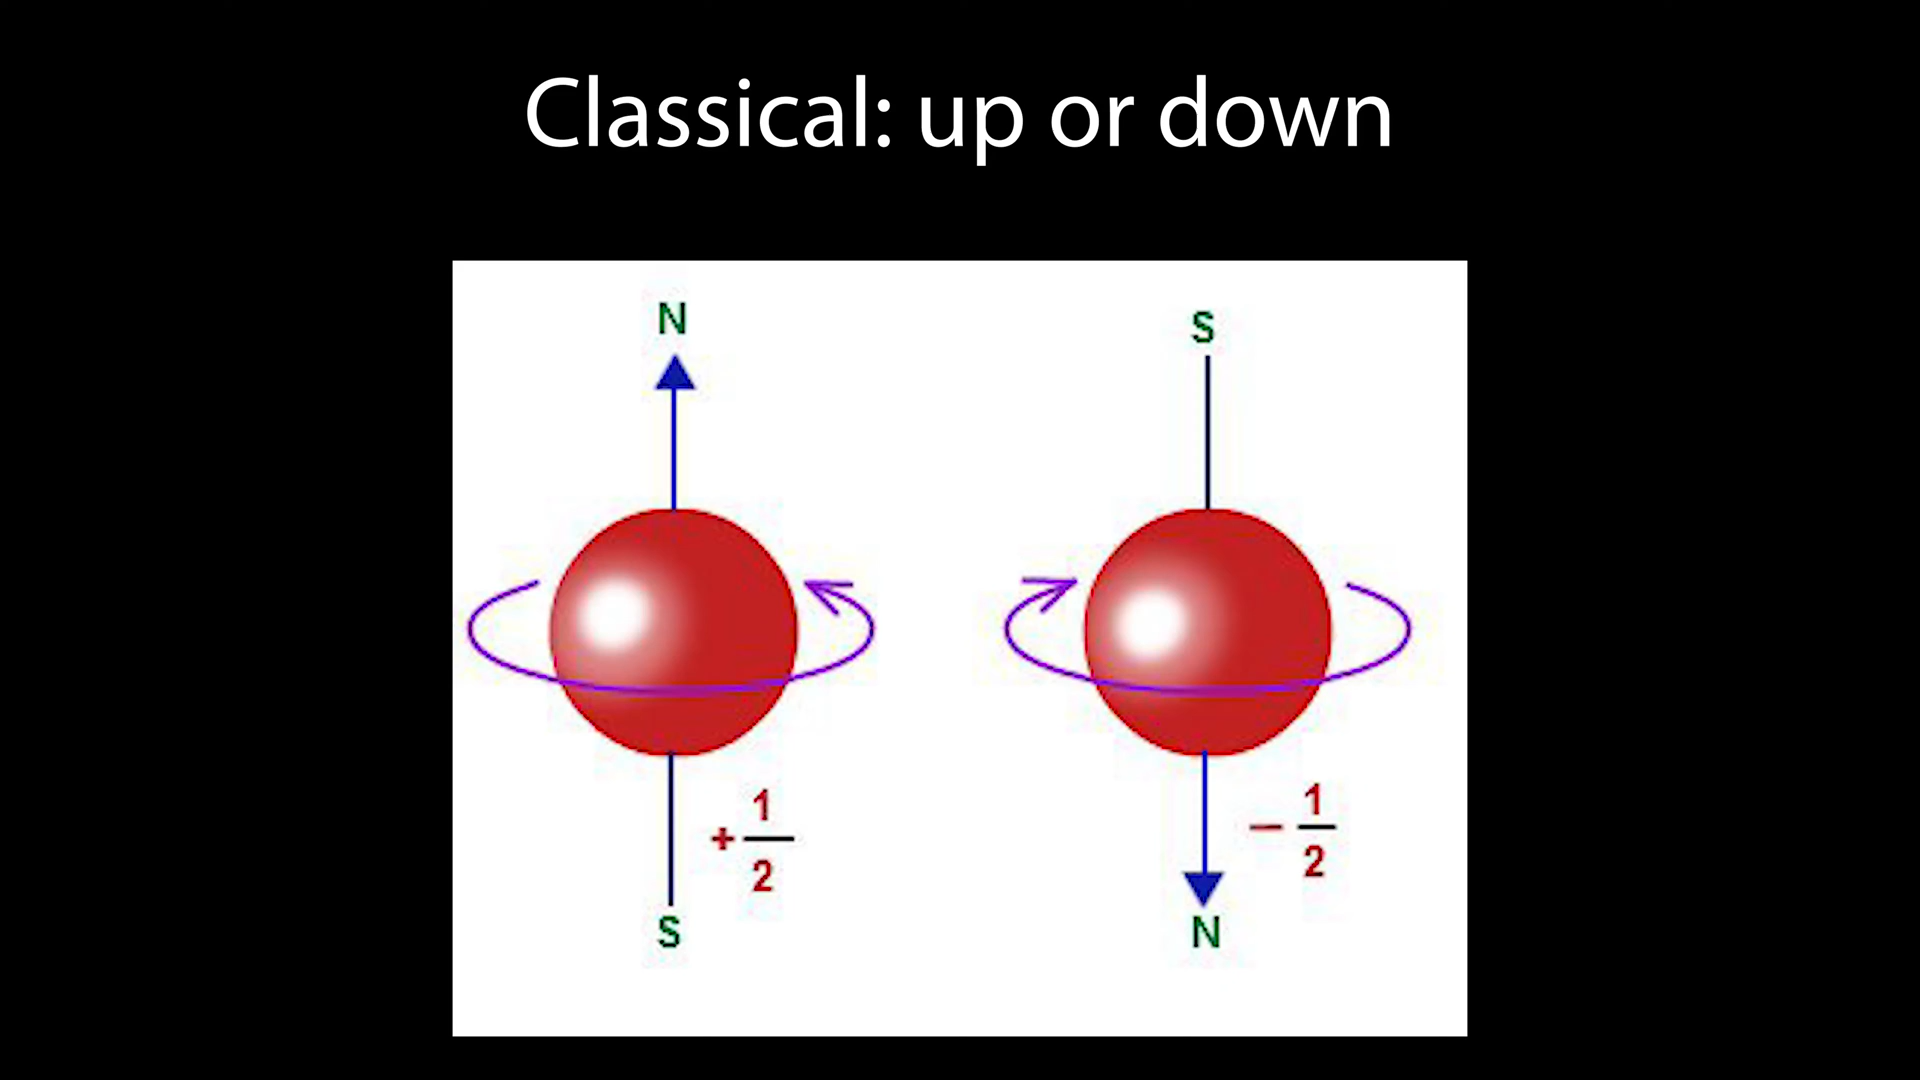 Classical: up or down
N
S
+ 1/2
− 1/2
S
N